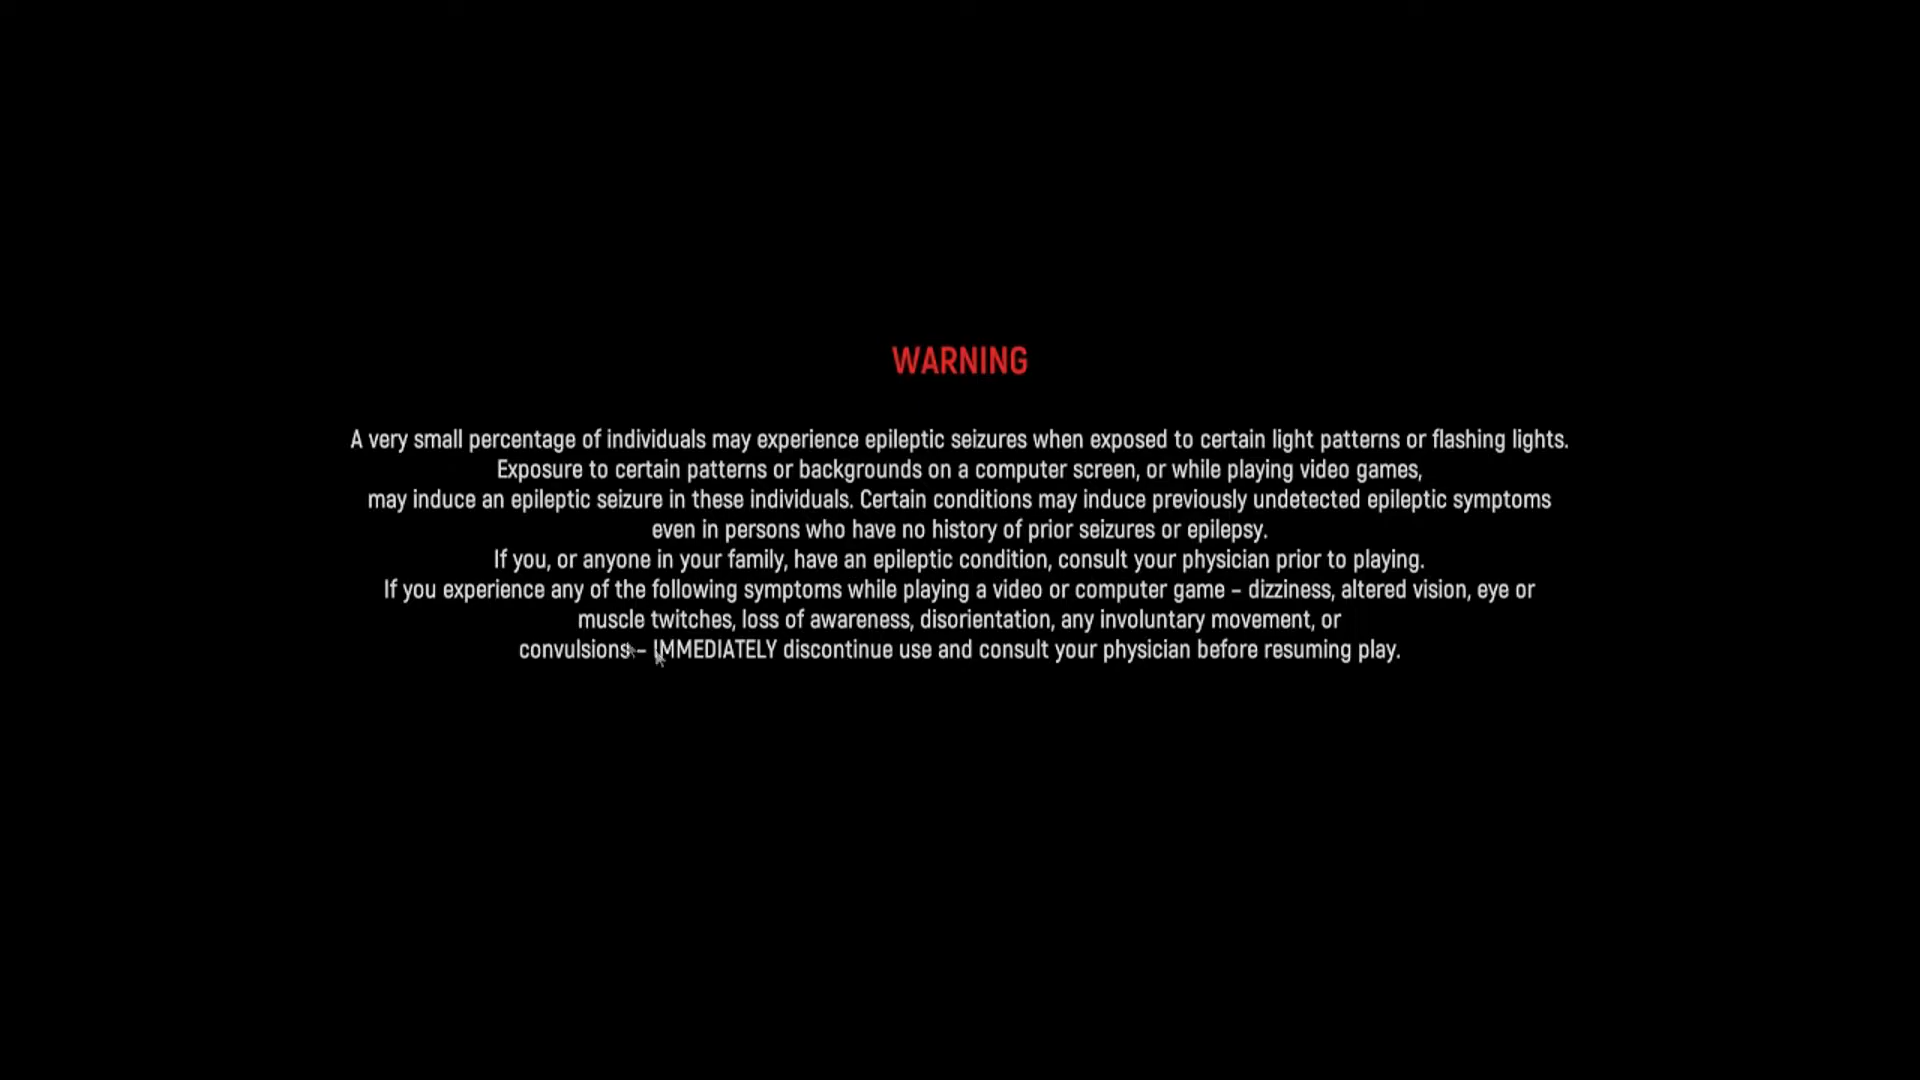 WARNING
A very small percentage of individuals may experience epileptic seizures when exposed to certain light patterns or flashing lights.
Exposure to certain patterns or backgrounds on a computer screen, or while playing video games,
may induce an epileptic seizure in these individuals. Certain conditions may induce previously undetected epileptic symptoms
even in persons who have no history of prior seizures or epilepsy.
If you, or anyone in your family, have an epileptic condition, consult your physician prior to playing.
If you experience any of the following symptoms while playing a video or computer game – dizziness, altered vision, eye or
muscle twitches, loss of awareness, disorientation, any involuntary movement, or
convulsions – IMMEDIATELY discontinue use and consult your physician before resuming play.